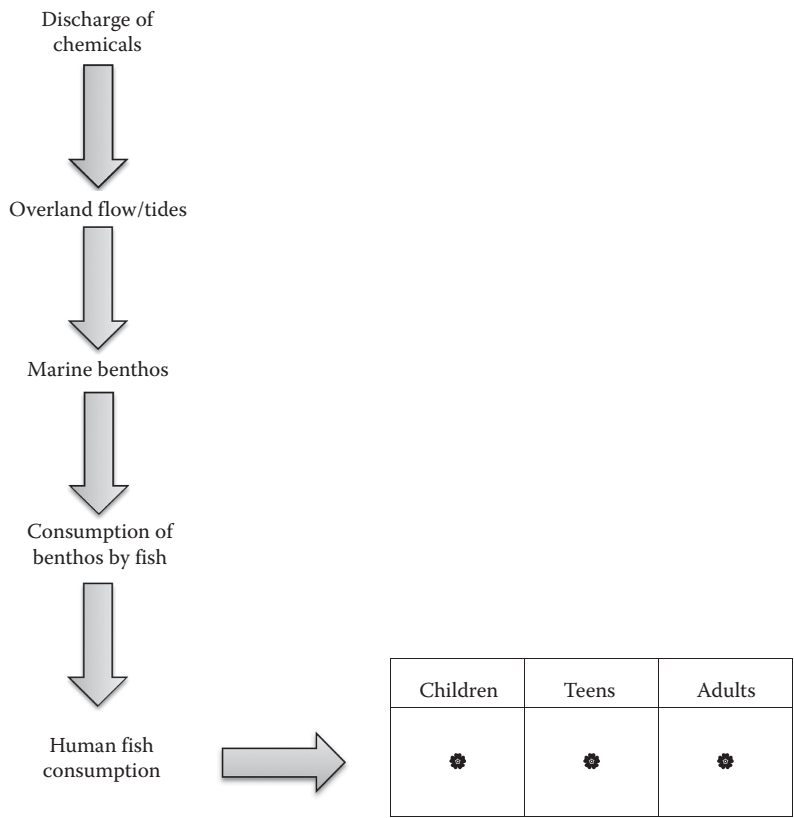 Discharge of
chemicals
Overland flow/tides
Marine benthos
Consumption of
benthos by fish
Human fish
consumption
Children Teens Adults